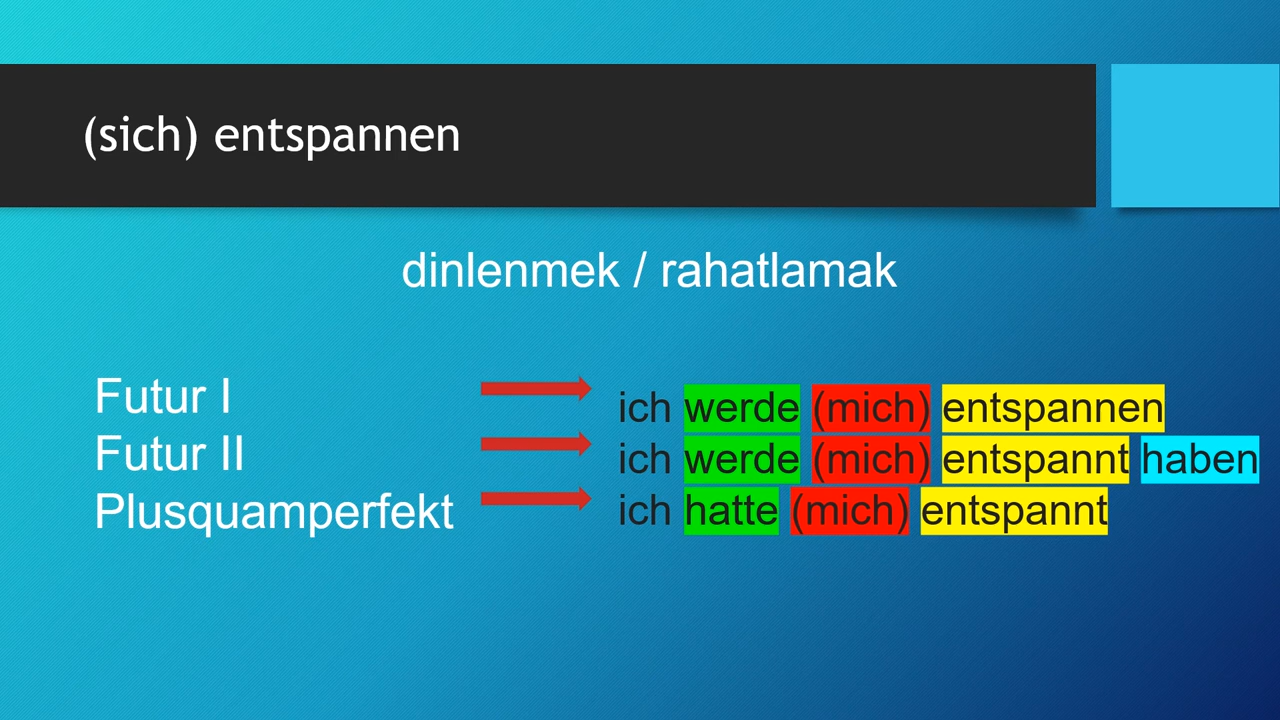 (sich) entspannen
dinlenmek / rahatlamak
Futur I ich werde (mich) entspannen
Futur II ich werde (mich) entspannt haben
Plusquamperfekt ich hatte (mich) entspannt